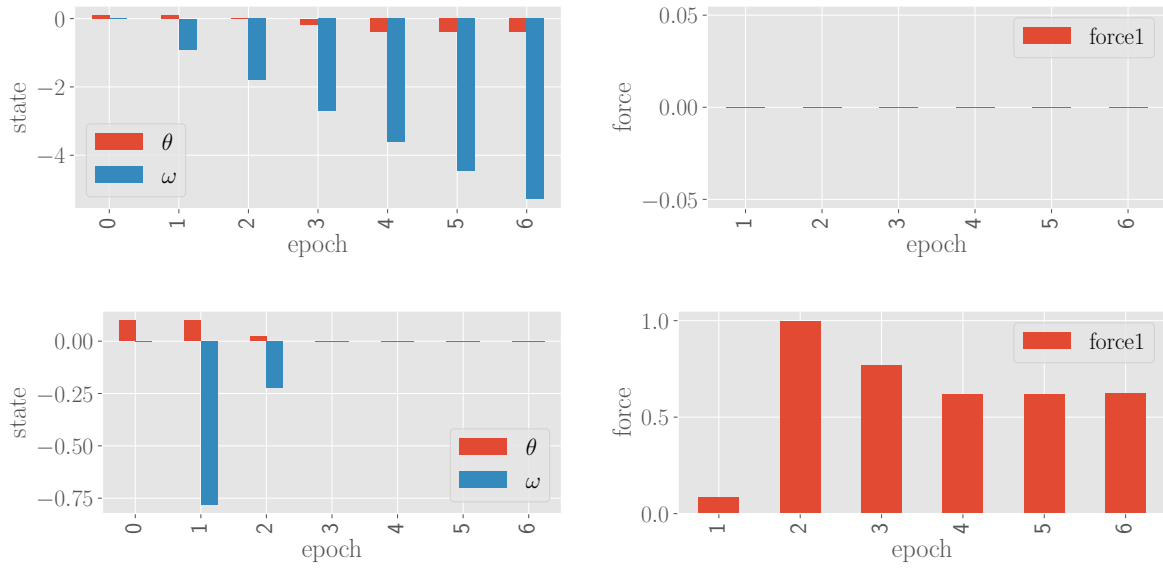 0
−2
−4
state
θ
ω
0 1 2 3 4 5 6
epoch
0.05
0.00
−0.05
force
force1
1 2 3 4 5 6
epoch
0.00
−0.25
−0.50
−0.75
state
θ
ω
0 1 2 3 4 5 6
epoch
1.0
0.5
0.0
force
force1
1 2 3 4 5 6
epoch